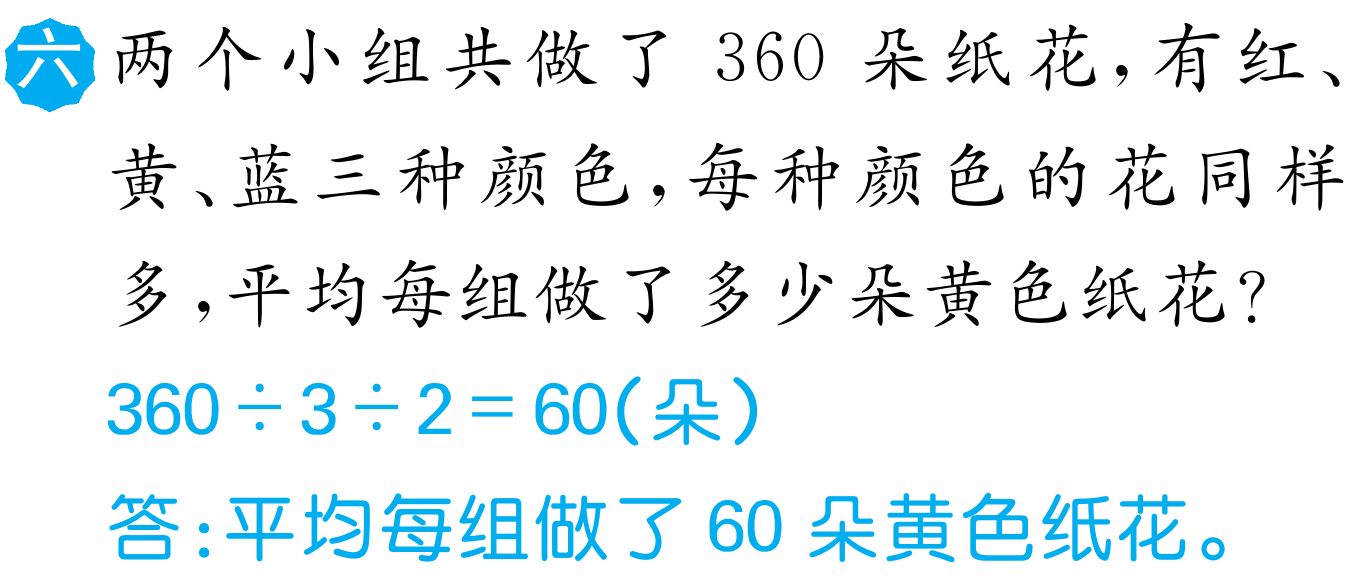 六 两个小组共做了 360 朵纸花,有红、
黄、蓝三种颜色,每种颜色的花同样
多,平均每组做了多少朵黄色纸花?
360÷3÷2=60(朵)
答:平均每组做了 60 朵黄色纸花。